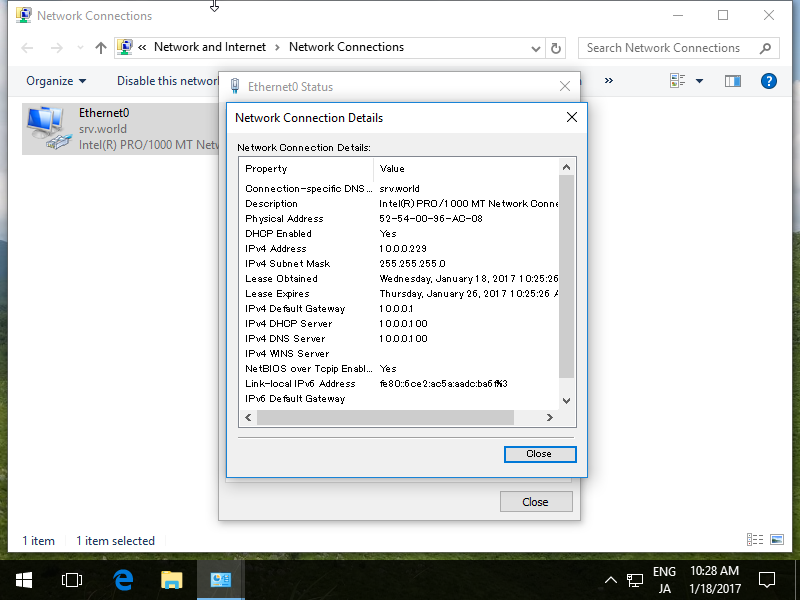 Network Connections
« Network and Internet > Network Connections
Search Network Connections
Organize
Disable this networ
»
Ethernet0
srv.world
Intel(R) PRO/1000 MT Netw
Ethernet0 Status
Network Connection Details
Network Connection Details:
Property Value
Connection-specific DNS... srv.world
Description Intel(R) PRO/1000 MT Network Conne
Physical Address 52-54-00-96-AC-08
DHCP Enabled Yes
IPv4 Address 10.0.0.229
IPv4 Subnet Mask 255.255.255.0
Lease Obtained Wednesday, January 18, 2017 10:25:26
Lease Expires Thursday, January 26, 2017 10:25:26 A
IPv4 Default Gateway 10.0.0.1
IPv4 DHCP Server 10.0.0.100
IPv4 DNS Server 10.0.0.100
IPv4 WINS Server
NetBIOS over Tcpip Enabl... Yes
Link-local IPv6 Address fe80::6ce2:ac5a:aadc:ba6f%3
IPv6 Default Gateway
Close
Close
1 item 1 item selected
ENG
JA
10:28 AM
1/18/2017